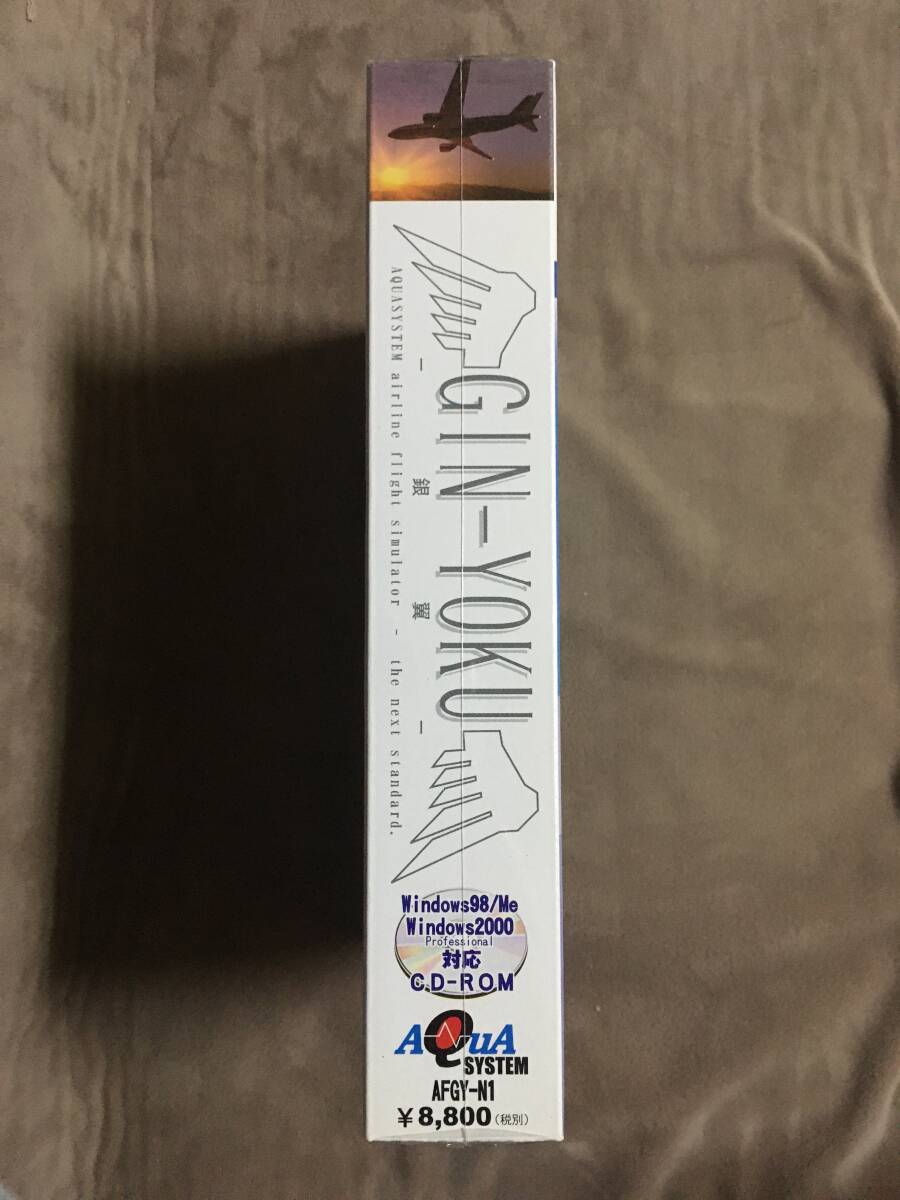 GIN-YOKU
－銀翼－
AQUASYSTEM airline flight simulator - the next standard.
Windows98/Me
Windows2000
Professional
対応
CD-ROM
AQuA
SYSTEM
AFGY-N1
¥8,800(税別)